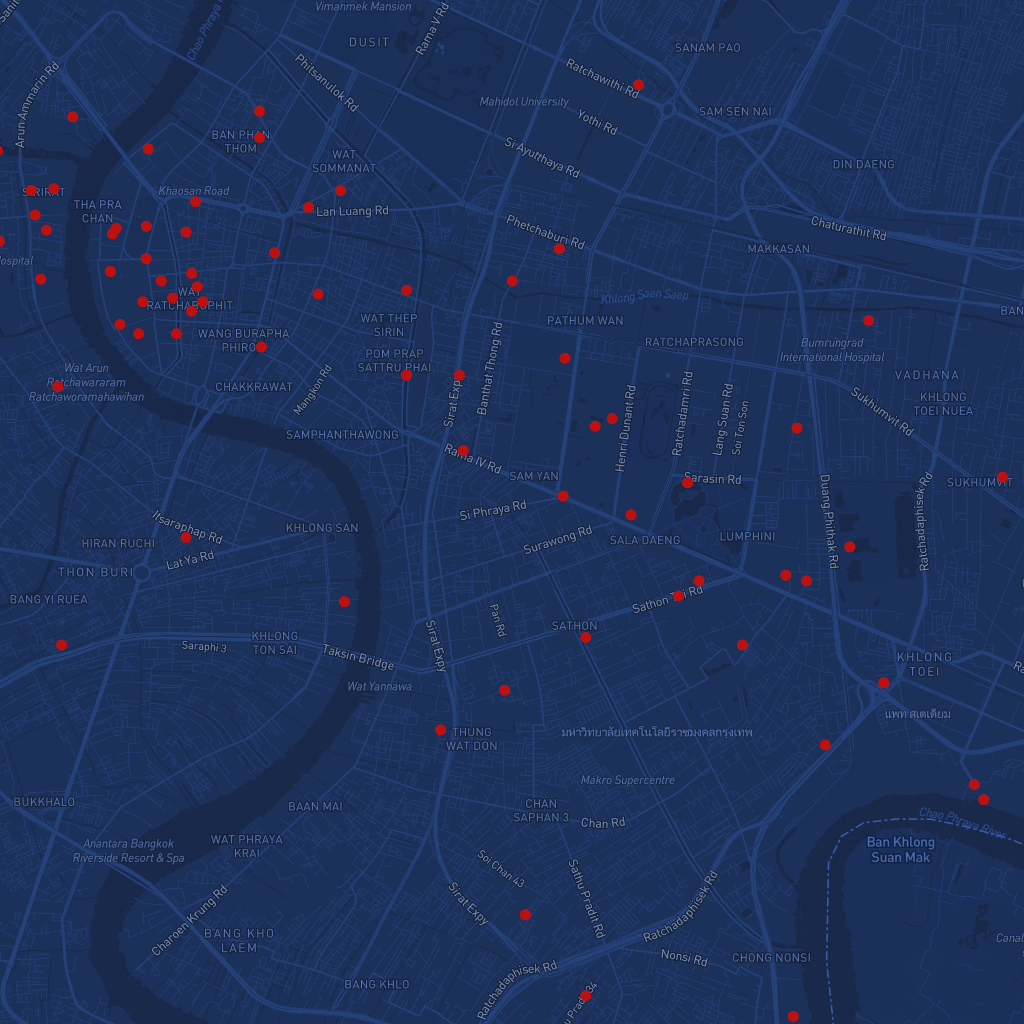 Sanit
Vimanmek Mansion
Chao Phraya
DUSIT
Rama V Rd
SANAM PAO
Phitsanulok Rd
Ratchawithi Rd
Arun Ammarin Rd
Mahidol University
Yothi Rd
SAM SEN NAI
BAN PHAN
THOM
WAT
SOMMANAT
Si Ayutthaya Rd
DIN DAENG
SIRIRAT
Khaosan Road
THA PRA
CHAN
Lan Luang Rd
Phetchaburi Rd
Chaturathit Rd
MAKKASAN
Hospital
WAT
RATCHABOPHIT
Khlong Saen Saep
BAN
WAT THEP
SIRIN
PATHUM WAN
WANG BURAPHA
PHIROM
RATCHAPRASONG
Bumrungrad
International Hospital
Wat Arun
Ratchawararam
Ratchaworamahawihan
POM PRAP
SATTRU PHAI
Banthat Thong Rd
VADHANA
CHAKKRAWAT
Mangkon Rd
Sirat Expy
Henri Dunant Rd
Ratchadamri Rd
Lang Suan Rd
Soi Ton Son
Sukhumvit Rd
KHLONG
TOEI NUEA
SAMPHANTHAWONG
Rama IV Rd
SAM YAN
Sarasin Rd
SUKHUMVIT
Duang Phithak Rd
Ratchadaphisek Rd
Si Phraya Rd
Itsaraphap Rd
KHLONG SAN
Surawong Rd
SALA DAENG
LUMPHINI
HIRAN RUCHI
Lat Ya Rd
THON BURI
BANG YI RUEA
Sathon Tai Rd
Pan Rd
SATHON
KHLONG
TON SAI
Saraphi 3
Sirat Expy
Taksin Bridge
KHLONG
TOEI
Ra
Wat Yannawa
แพท สเตเดียม
THUNG
WAT DON
มหาวิทยาลัยเทคโนโลยีราชมงคลกรุงเทพ
Makro Supercentre
BUKKHALO
BAAN MAI
CHAN
SAPHAN 3
Chan Rd
Chao Phraya River
Anantara Bangkok
Riverside Resort & Spa
WAT PHRAYA
KRAI
Ban Khlong
Suan Mak
Soi Chan 43
Sathu Pradit Rd
Sirat Expy
Charoen Krung Rd
Ratchadaphisek Rd
BANG KHO
LAEM
Canal
Nonsi Rd
CHONG NONSI
Ratchadaphisek Rd
BANG KHLO
u Pradit 34